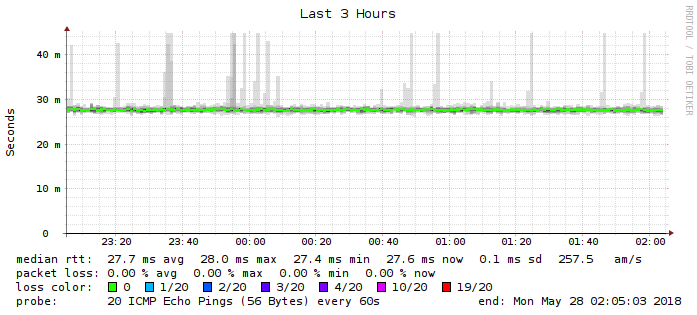 Last 3 Hours
RRDTOOL / TOBI OETIKER
Seconds
40 m
30 m
20 m
10 m
0
23:20 23:40 00:00 00:20 00:40 01:00 01:20 01:40 02:00
median rtt: 27.7 ms avg 28.0 ms max 27.4 ms min 27.6 ms now 0.1 ms sd 257.5 am/s
packet loss: 0.00 % avg 0.00 % max 0.00 % min 0.00 % now
loss color: 0 1/20 2/20 3/20 4/20 10/20 19/20
probe: 20 ICMP Echo Pings (56 Bytes) every 60s end: Mon May 28 02:05:03 2018